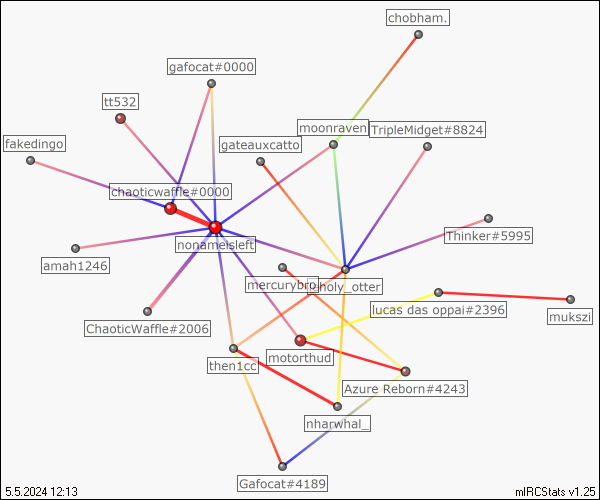 chobham.
gafocat#0000
tt532
moonraven
TripleMidget#8824
fakedingo
gateauxcatto
chaoticwaffle#0000
Thinker#5995
nonameisleft
amah1246
mercurybro
holy_otter
lucas das oppai#2396
mukszi
ChaoticWaffle#2006
motorthud
then1cc
Azure Reborn#4243
nharwhal_
Gafocat#4189
5.5.2024 12:13
mIRCStats v1.25